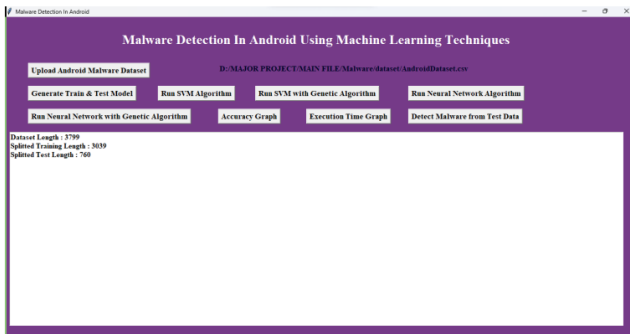 Malware Detection In Android
Malware Detection In Android Using Machine Learning Techniques
Upload Android Malware Dataset D:/MAJOR PROJECT/MAIN FILE/Malware/dataset/AndroidDataset.csv
Generate Train & Test Model Run SVM Algorithm Run SVM with Genetic Algorithm Run Neural Network Algorithm
Run Neural Network with Genetic Algorithm Accuracy Graph Execution Time Graph Detect Malware from Test Data
Dataset Length : 3799
Splitted Training Length : 3039
Splitted Test Length : 760